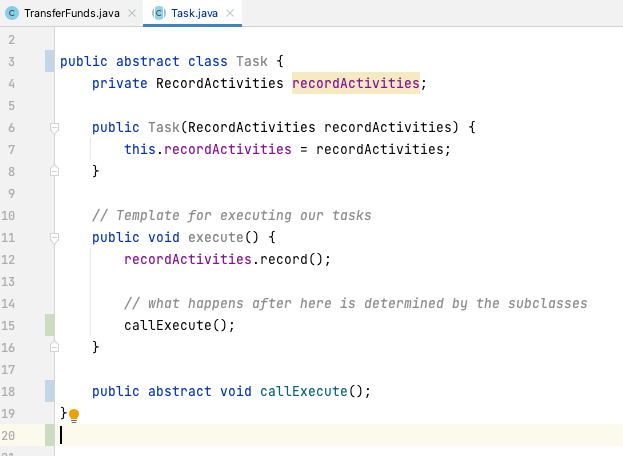 TransferFunds.java Task.java
2
3 public abstract class Task {
4 private RecordActivities recordActivities;
5
6 public Task(RecordActivities recordActivities) {
7 this.recordActivities = recordActivities;
8 }
9
10 // Template for executing our tasks
11 public void execute() {
12 recordActivities.record();
13
14 // what happens after here is determined by the subclasses
15 callExecute();
16 }
17
18 public abstract void callExecute();
19 }
20